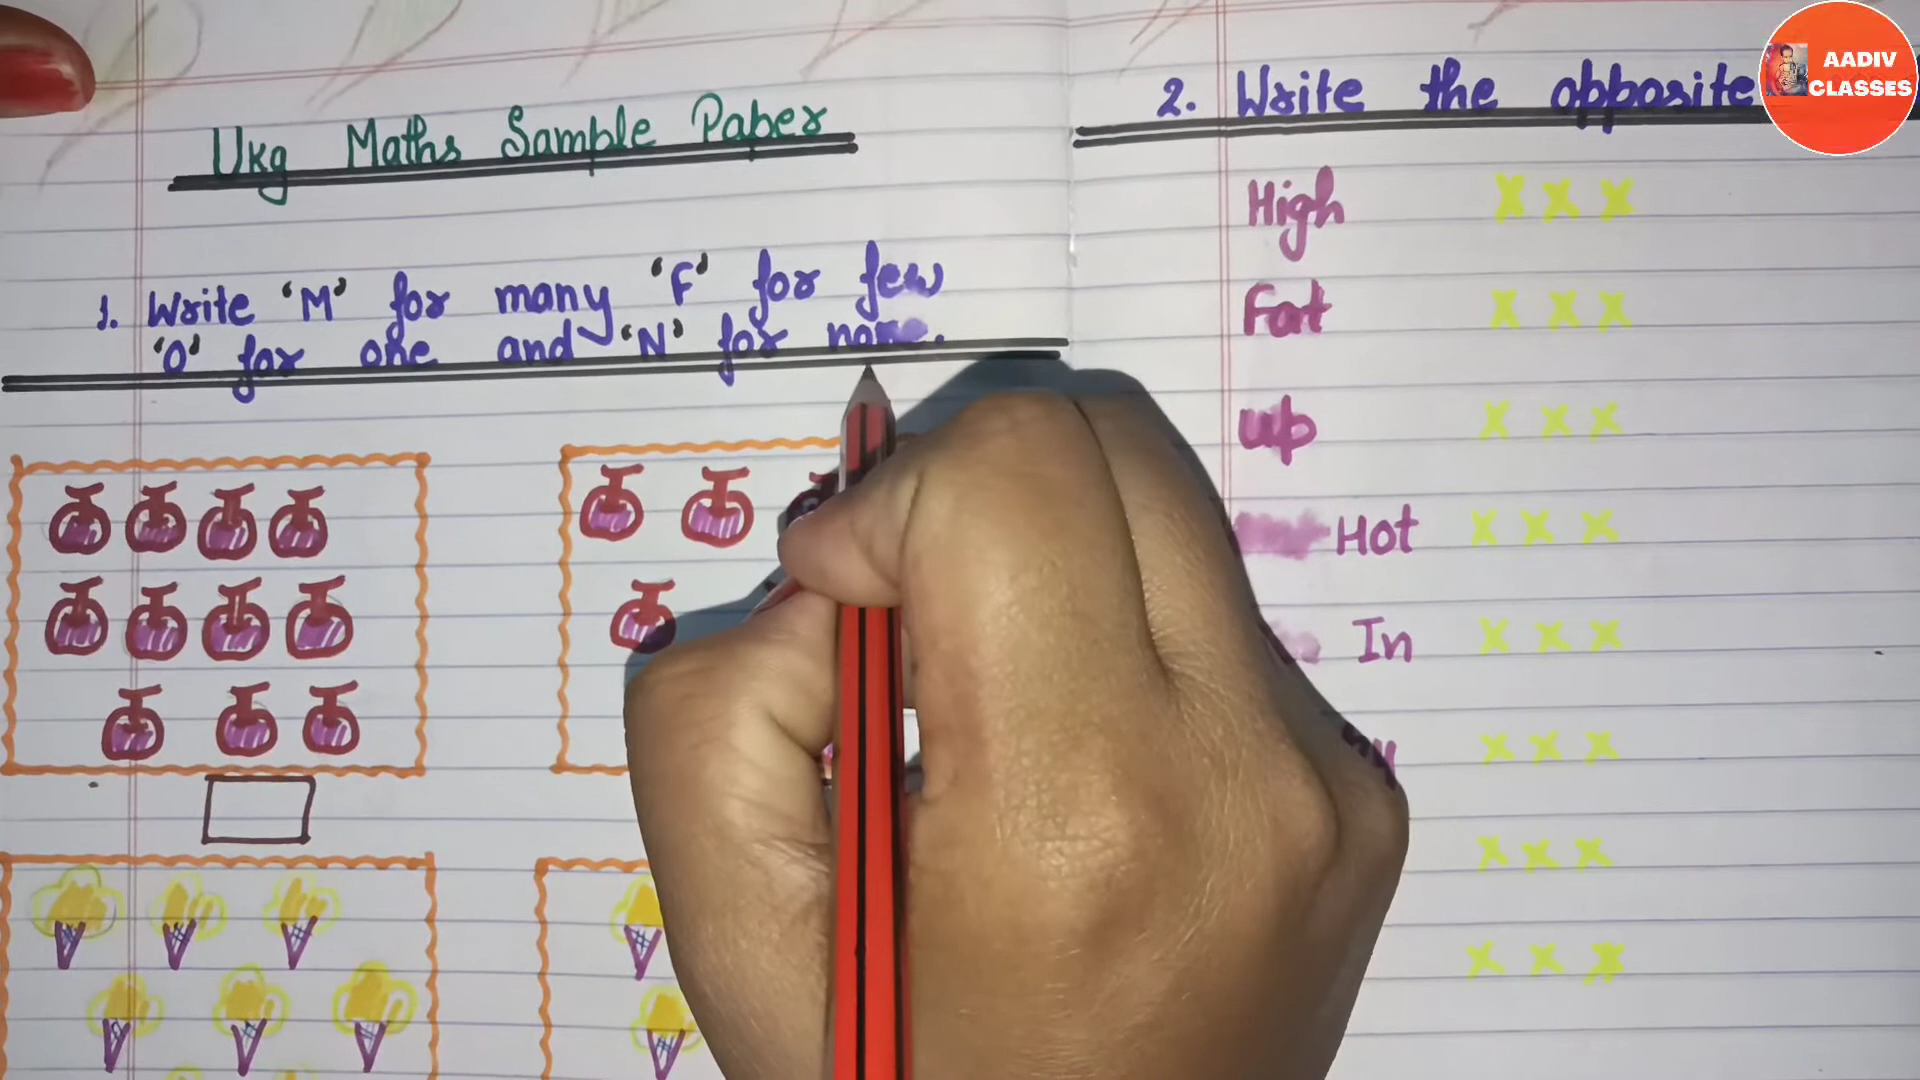 Ukg Maths Sample Paper
1. Write 'M' for many 'F' for few
'O' for one and 'N' for none.
2. Write the opposite
High x x x
Fat x x x
up x x x
Hot x x x
In x x x
x x x
x x x
x x x
AADIV
CLASSES